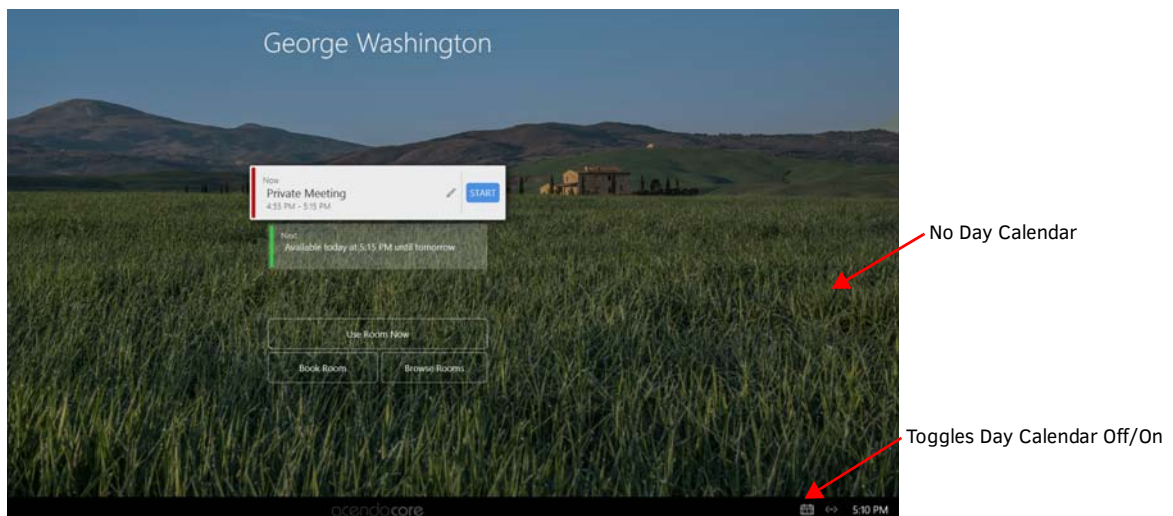 George Washington
Now
Private Meeting
4:55 PM - 5:15 PM
START
Next
Available today at 5:15 PM until tomorrow
No Day Calendar
Use Room Now
Book Room
Browse Rooms
Toggles Day Calendar Off/On
acendocore
5:10 PM